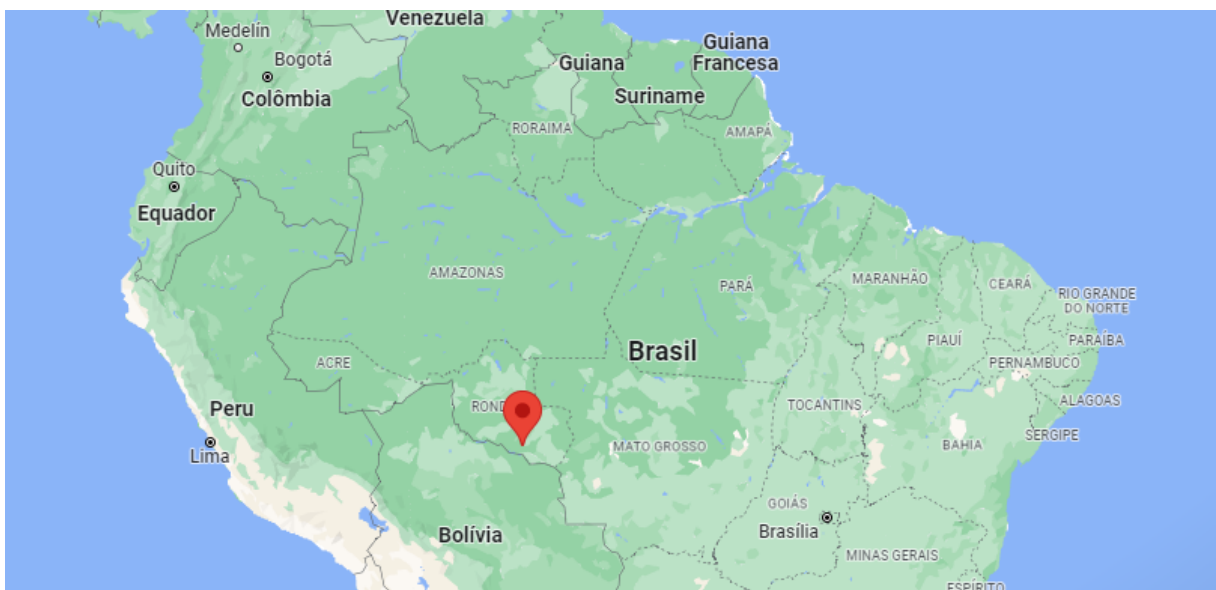 Venezuela
Medelín
Bogotá
Colômbia
Guiana
Guiana
Francesa
Suriname
RORAIMA
AMAPÁ
Quito
Equador
AMAZONAS
PARÁ
MARANHÃO
CEARÁ
RIO GRANDE
DO NORTE
PIAUÍ
PARAÍBA
Brasil
ACRE
PERNAMBUCO
Peru
ROND
TOCANTINS
ALAGOAS
SERGIPE
Lima
MATO GROSSO
BAHIA
GOIÁS
Brasília
Bolívia
MINAS GERAIS
ESPÍRITO